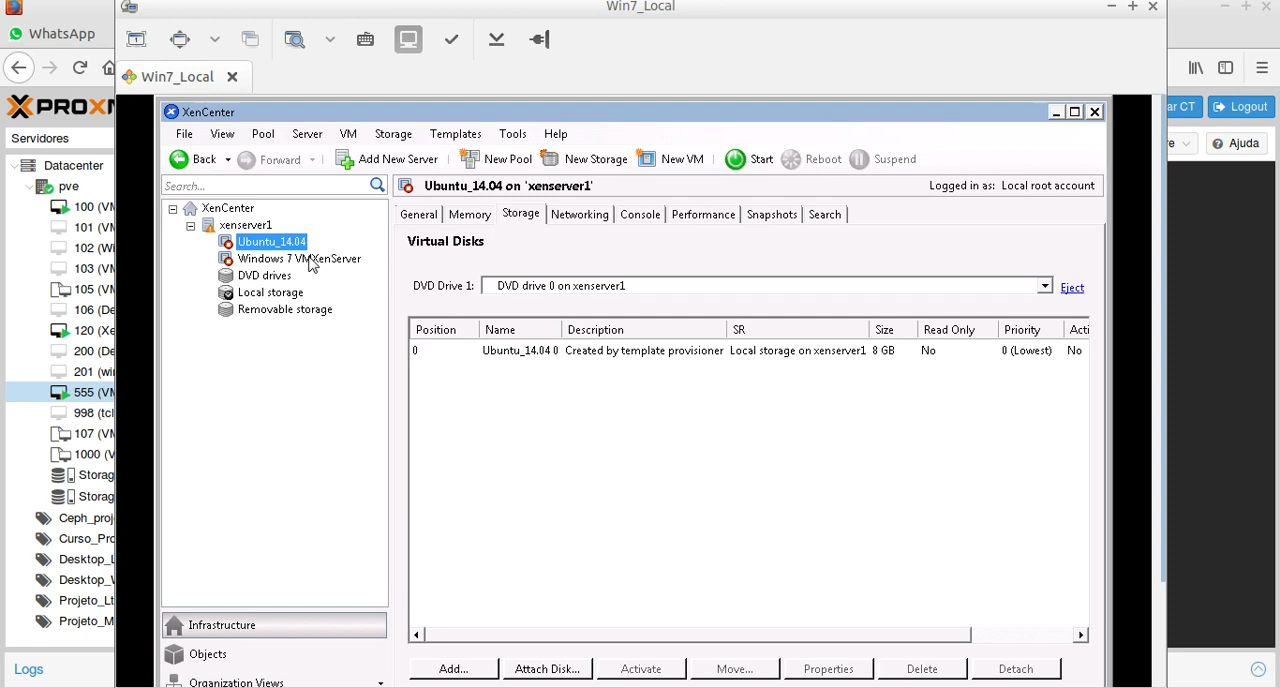 Win7_Local
WhatsApp
Win7_Local
PROX
ar CT
Logout
Servidores
Ajuda
Datacenter
pve
100 (VM
101 (VM
102 (Wi
103 (VM
105 (VM
106 (De
120 (Xe
200 (De
201 (wi
555 (VM
998 (tcl
107 (VM
1000 (V
Storag
Storag
Ceph_proj
Curso_Pro
Desktop_L
Desktop_V
Projeto_Lt
Projeto_M
Logs
XenCenter
File View Pool Server VM Storage Templates Tools Help
Back Forward Add New Server New Pool New Storage New VM Start Reboot Suspend
Search...
Ubuntu_14.04 on 'xenserver1'
Logged in as: Local root account
XenCenter
xenserver1
Ubuntu_14.04
Windows 7 VM XenServer
DVD drives
Local storage
Removable storage
Infrastructure
Objects
Organization Views
General Memory Storage Networking Console Performance Snapshots Search
Virtual Disks
DVD Drive 1: DVD drive 0 on xenserver1 Eject
Position Name Description SR Size Read Only Priority Acti
0 Ubuntu_14.04 0 Created by template provisioner Local storage on xenserver1 8 GB No 0 (Lowest) No
Add... Attach Disk... Activate Move... Properties Delete Detach